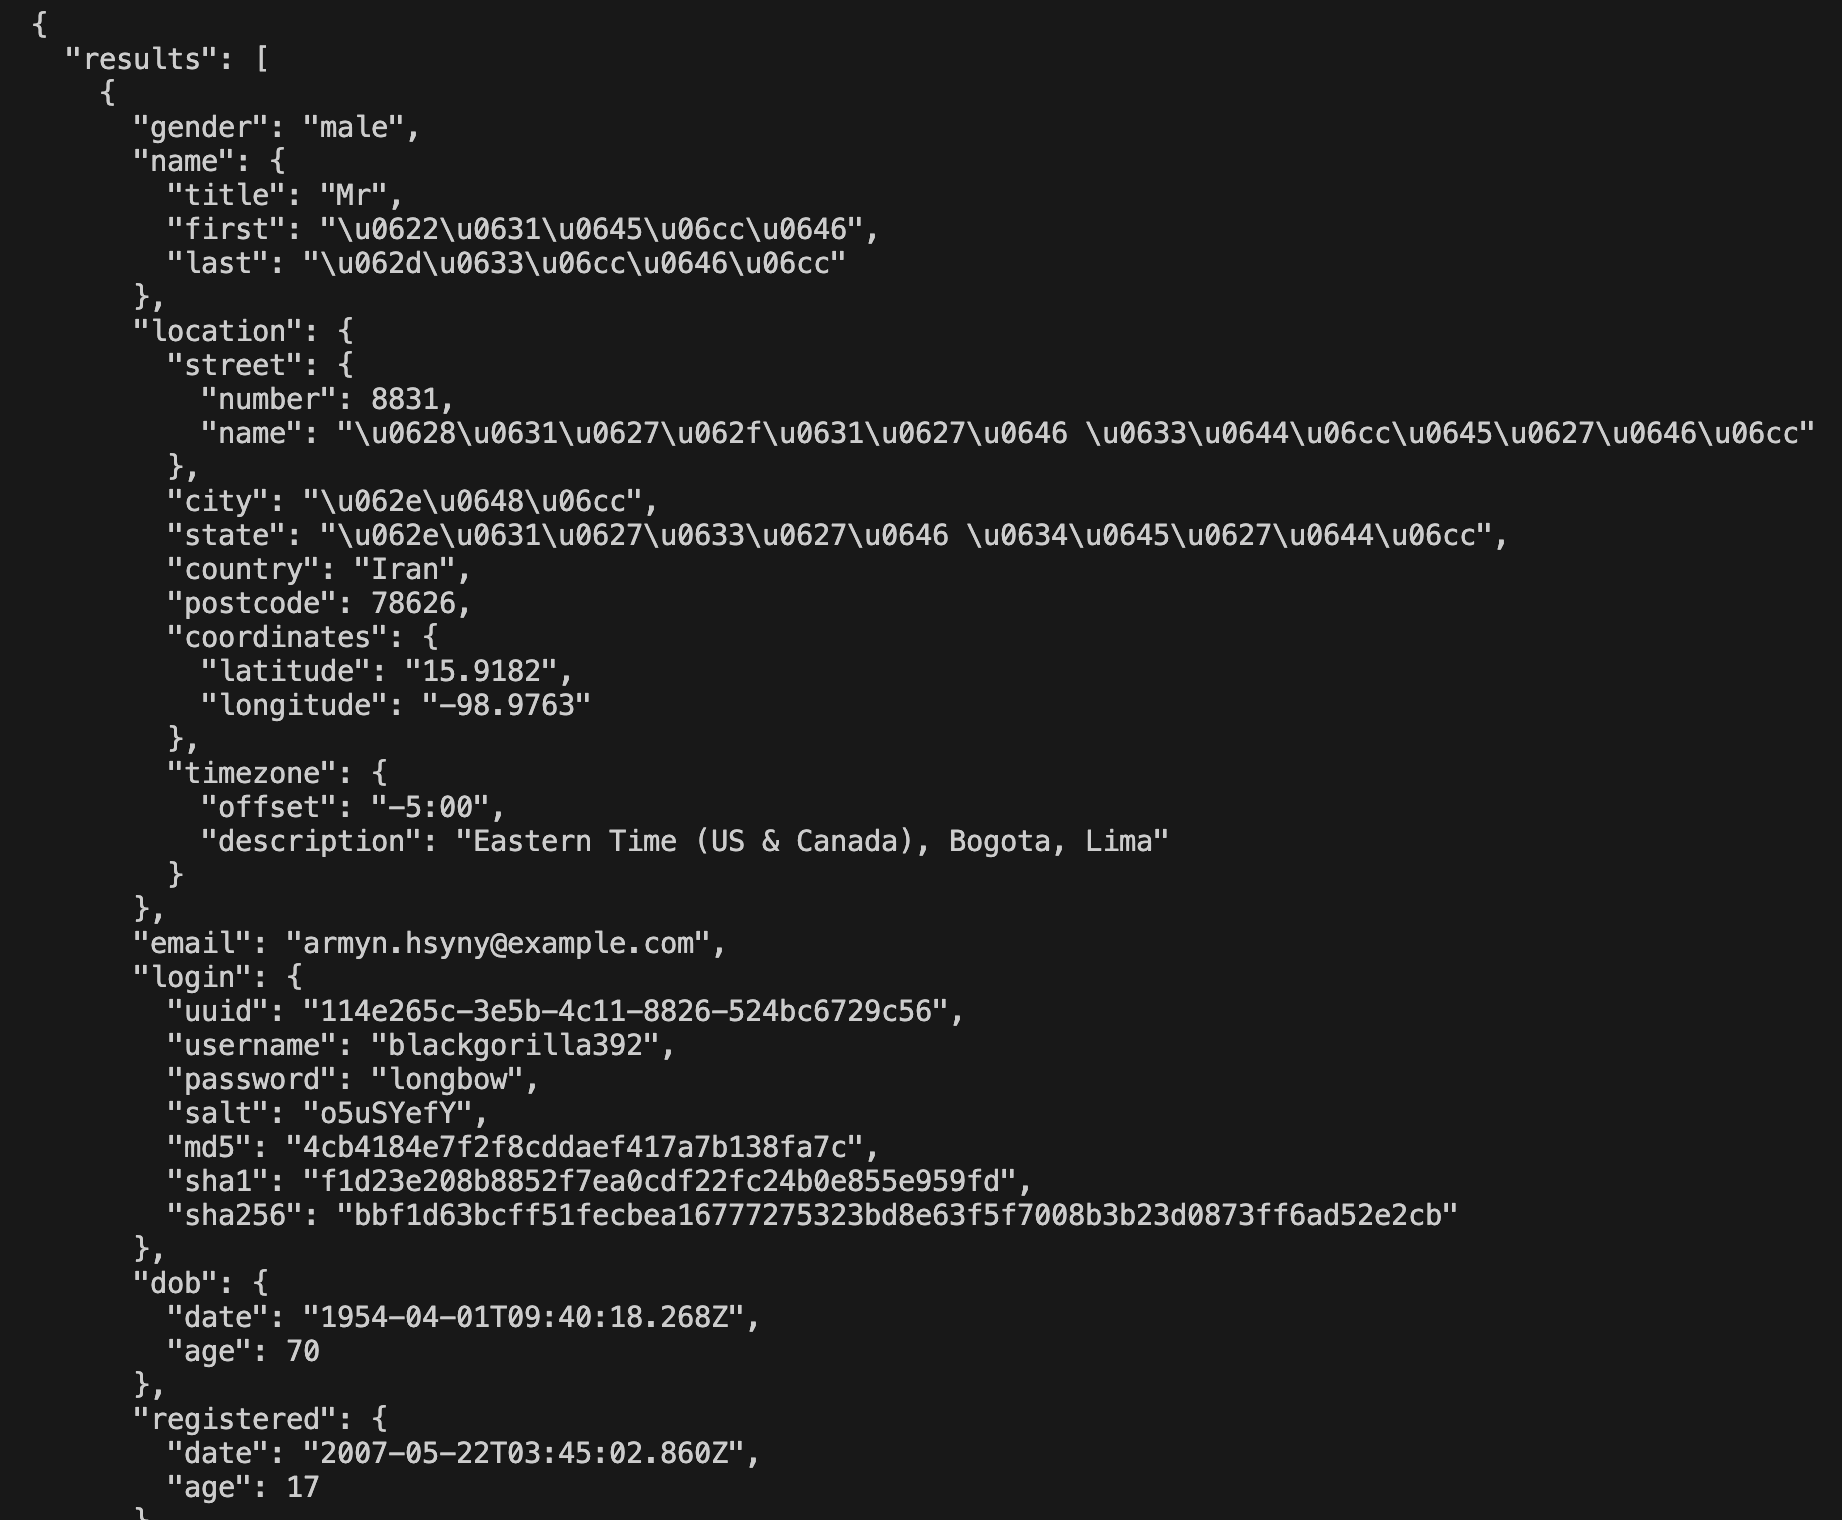 {
"results": [
{
"gender": "male",
"name": {
"title": "Mr",
"first": "\u0622\u0631\u0645\u06cc\u0646",
"last": "\u062d\u0633\u06cc\u0646\u06cc"
},
"location": {
"street": {
"number": 8831,
"name": "\u0628\u0631\u0627\u062f\u0631\u0627\u0646 \u0633\u0644\u06cc\u0645\u0627\u0646\u06cc"
},
"city": "\u062e\u0648\u06cc",
"state": "\u062e\u0631\u0627\u0633\u0627\u0646 \u0634\u0645\u0627\u0644\u06cc",
"country": "Iran",
"postcode": 78626,
"coordinates": {
"latitude": "15.9182",
"longitude": "-98.9763"
},
"timezone": {
"offset": "-5:00",
"description": "Eastern Time (US & Canada), Bogota, Lima"
}
},
"email": "armyn.hsyny@example.com",
"login": {
"uuid": "114e265c-3e5b-4c11-8826-524bc6729c56",
"username": "blackgorilla392",
"password": "longbow",
"salt": "o5uSYefY",
"md5": "4cb4184e7f2f8cddaef417a7b138fa7c",
"sha1": "f1d23e208b8852f7ea0cdf22fc24b0e855e959fd",
"sha256": "bbf1d63bcff51fecbea16777275323bd8e63f5f7008b3b23d0873ff6ad52e2cb"
},
"dob": {
"date": "1954-04-01T09:40:18.268Z",
"age": 70
},
"registered": {
"date": "2007-05-22T03:45:02.860Z",
"age": 17
}